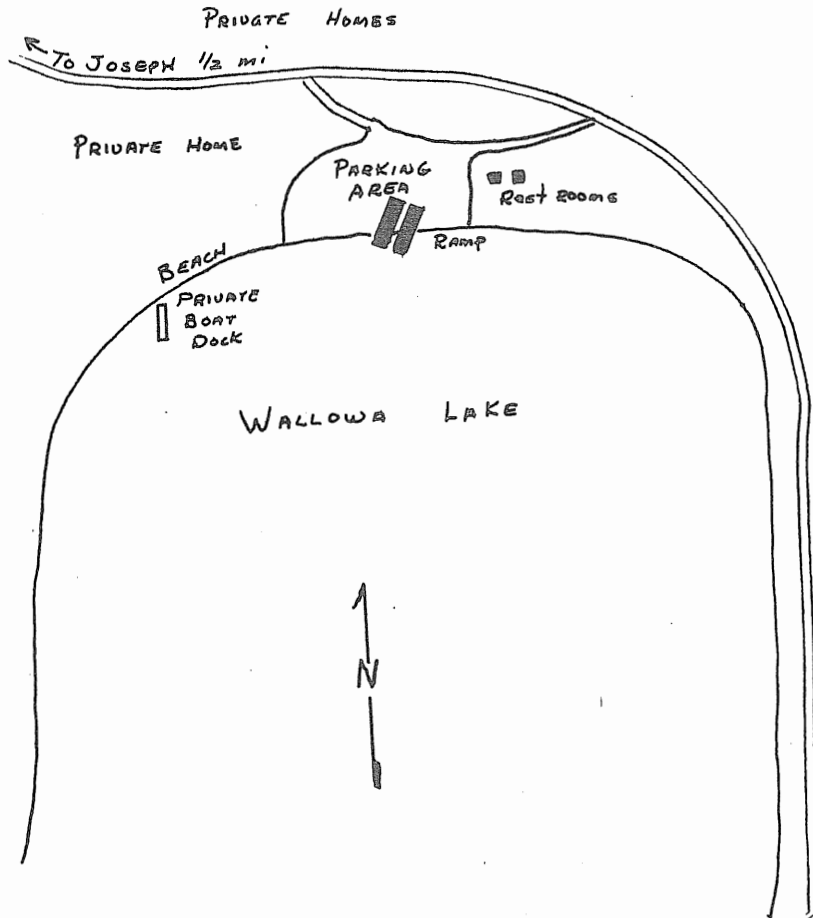 PRIVATE HOMES
To JOSEPH 1/2 mi
PRIVATE HOME
PARKING
AREA
Rest Rooms
RAMP
BEACH
PRIVATE
BOAT
DOCK
WALLOWA LAKE
N